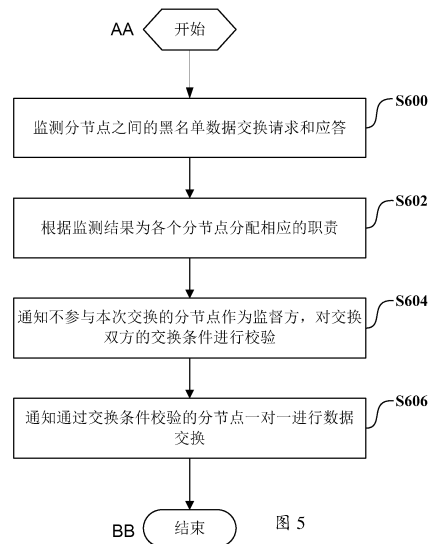 AA
开始
S600
监测分节点之间的黑名单数据交换请求和应答
S602
根据监测结果为各个分节点分配相应的职责
S604
通知不参与本次交换的分节点作为监督方，对交换
双方的交换条件进行校验
S606
通知通过交换条件校验的分节点一对一进行数据
交换
BB
结束
图 5